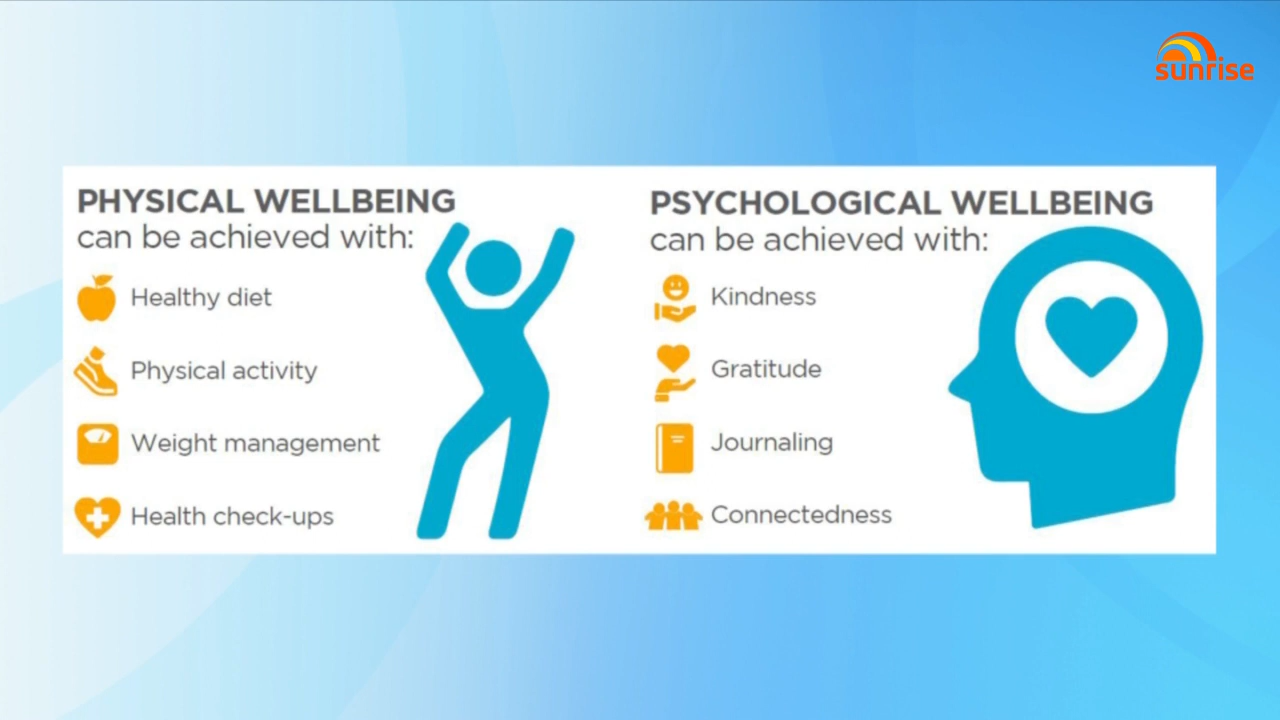 sunrise
PHYSICAL WELLBEING
can be achieved with:
Healthy diet
Physical activity
Weight management
Health check-ups
PSYCHOLOGICAL WELLBEING
can be achieved with:
Kindness
Gratitude
Journaling
Connectedness